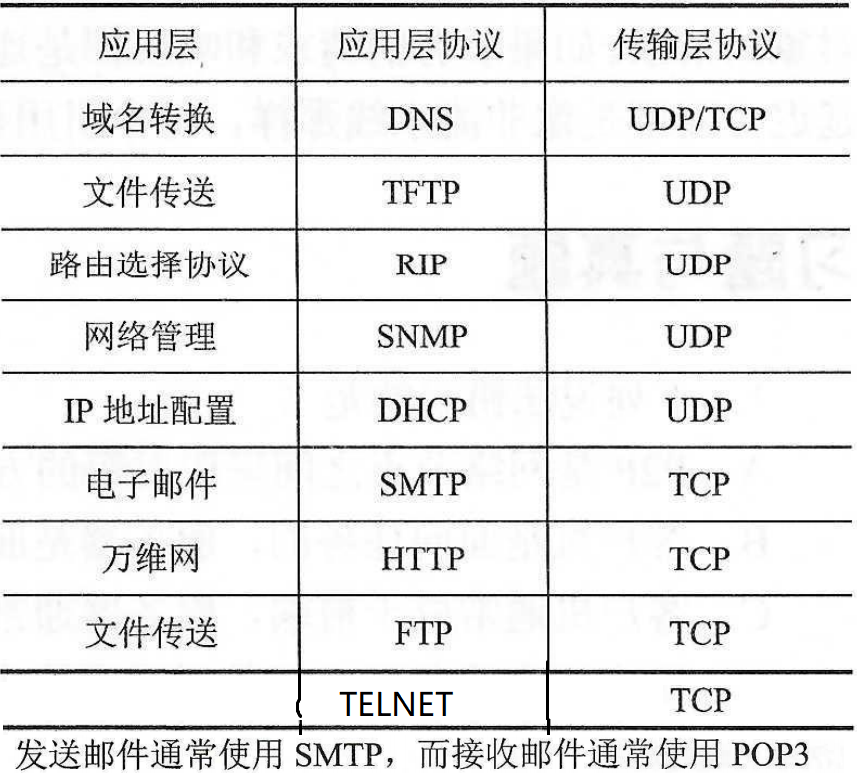 应用层 应用层协议 传输层协议
域名转换 DNS UDP/TCP
文件传送 TFTP UDP
路由选择协议 RIP UDP
网络管理 SNMP UDP
IP 地址配置 DHCP UDP
电子邮件 SMTP TCP
万维网 HTTP TCP
文件传送 FTP TCP
TELNET TCP
发送邮件通常使用 SMTP，而接收邮件通常使用 POP3